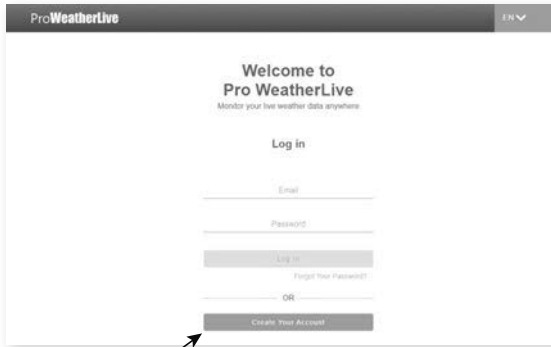 ProWeatherLive
EN
Welcome to
Pro WeatherLive
Monitor your live weather data anywhere
Log in
Email
Password
Log in
Forgot Your Password?
OR
Create Your Account